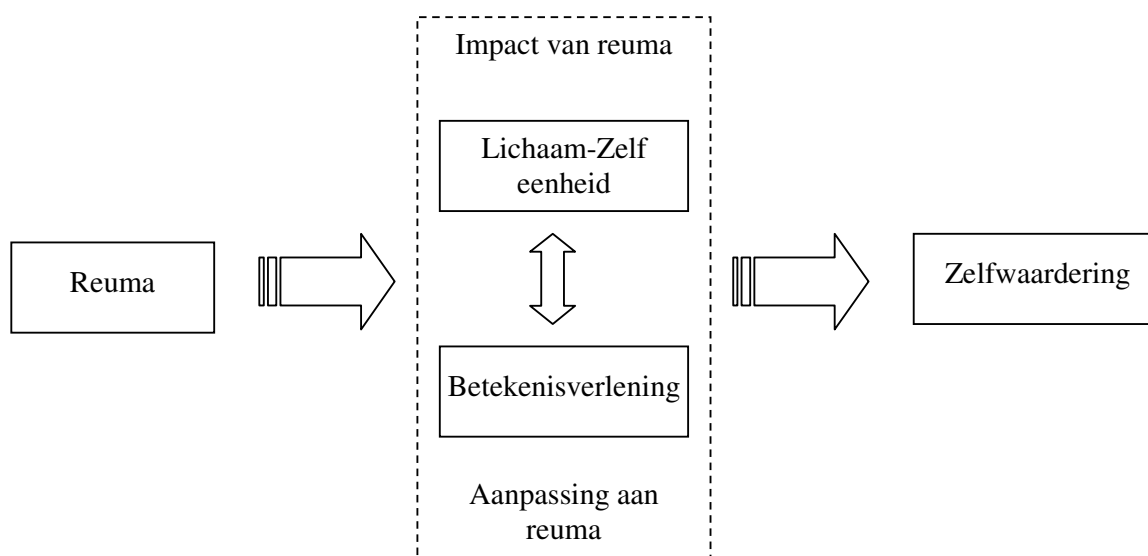 Impact van reuma
Lichaam-Zelf
eenheid
Reuma
Zelfwaardering
Betekenisverlening
Aanpassing aan
reuma